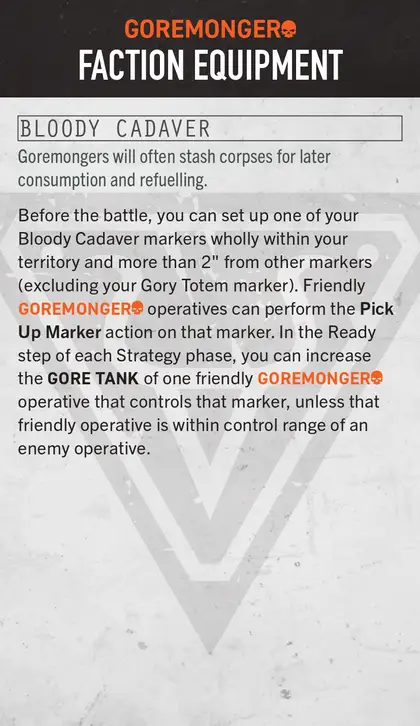 GOREMONGER
FACTION EQUIPMENT
BLOODY CADAVER
Goremongers will often stash corpses for later
consumption and refuelling.
Before the battle, you can set up one of your
Bloody Cadaver markers wholly within your
territory and more than 2" from other markers
(excluding your Gory Totem marker). Friendly
GOREMONGER operatives can perform the Pick
Up Marker action on that marker. In the Ready
step of each Strategy phase, you can increase
the GORE TANK of one friendly GOREMONGER
operative that controls that marker, unless that
friendly operative is within control range of an
enemy operative.